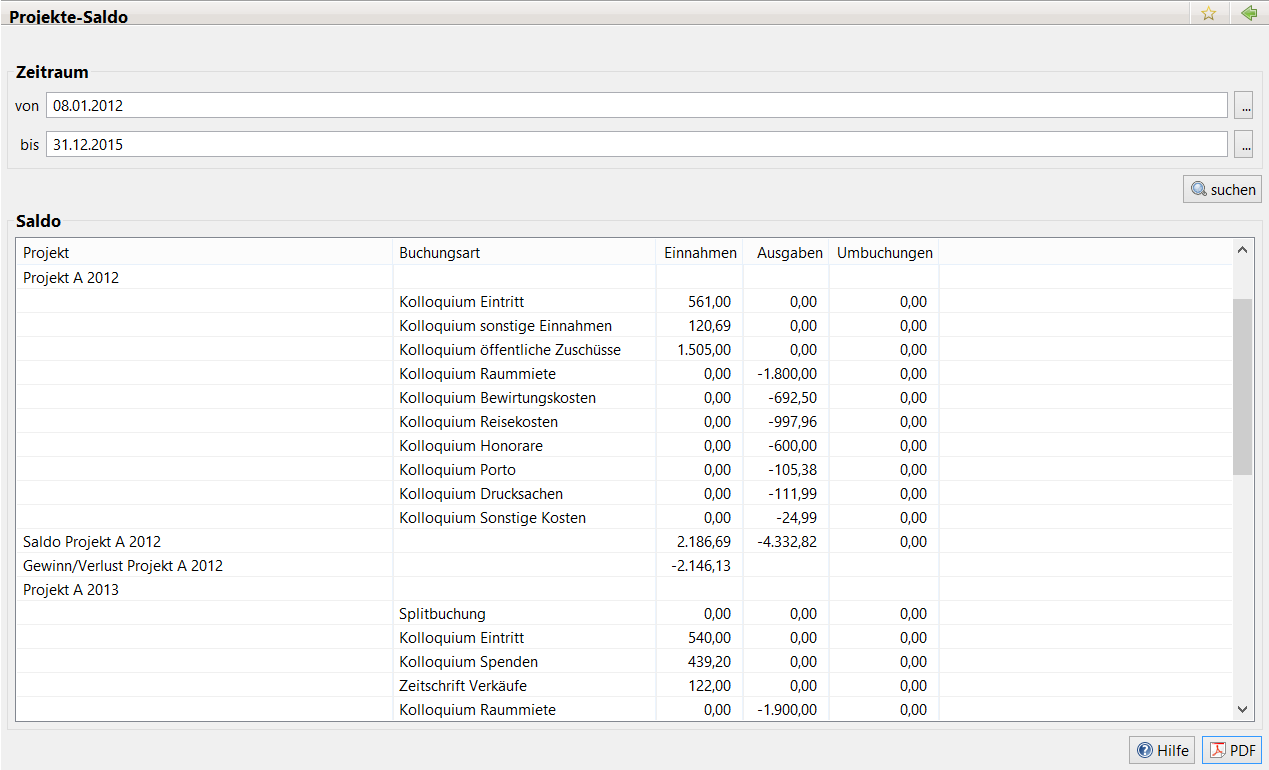 Projekte-Saldo
Zeitraum
von 08.01.2012 ...
bis 31.12.2015 ...
suchen
Saldo
Projekt Buchungsart Einnahmen Ausgaben Umbuchungen
Projekt A 2012
Kolloquium Eintritt 561,00 0,00 0,00
Kolloquium sonstige Einnahmen 120,69 0,00 0,00
Kolloquium öffentliche Zuschüsse 1.505,00 0,00 0,00
Kolloquium Raummiete 0,00 -1.800,00 0,00
Kolloquium Bewirtungskosten 0,00 -692,50 0,00
Kolloquium Reisekosten 0,00 -997,96 0,00
Kolloquium Honorare 0,00 -600,00 0,00
Kolloquium Porto 0,00 -105,38 0,00
Kolloquium Drucksachen 0,00 -111,99 0,00
Kolloquium Sonstige Kosten 0,00 -24,99 0,00
Saldo Projekt A 2012 2.186,69 -4.332,82 0,00
Gewinn/Verlust Projekt A 2012 -2.146,13
Projekt A 2013
Splitbuchung 0,00 0,00 0,00
Kolloquium Eintritt 540,00 0,00 0,00
Kolloquium Spenden 439,20 0,00 0,00
Zeitschrift Verkäufe 122,00 0,00 0,00
Kolloquium Raummiete 0,00 -1.900,00 0,00
Hilfe PDF